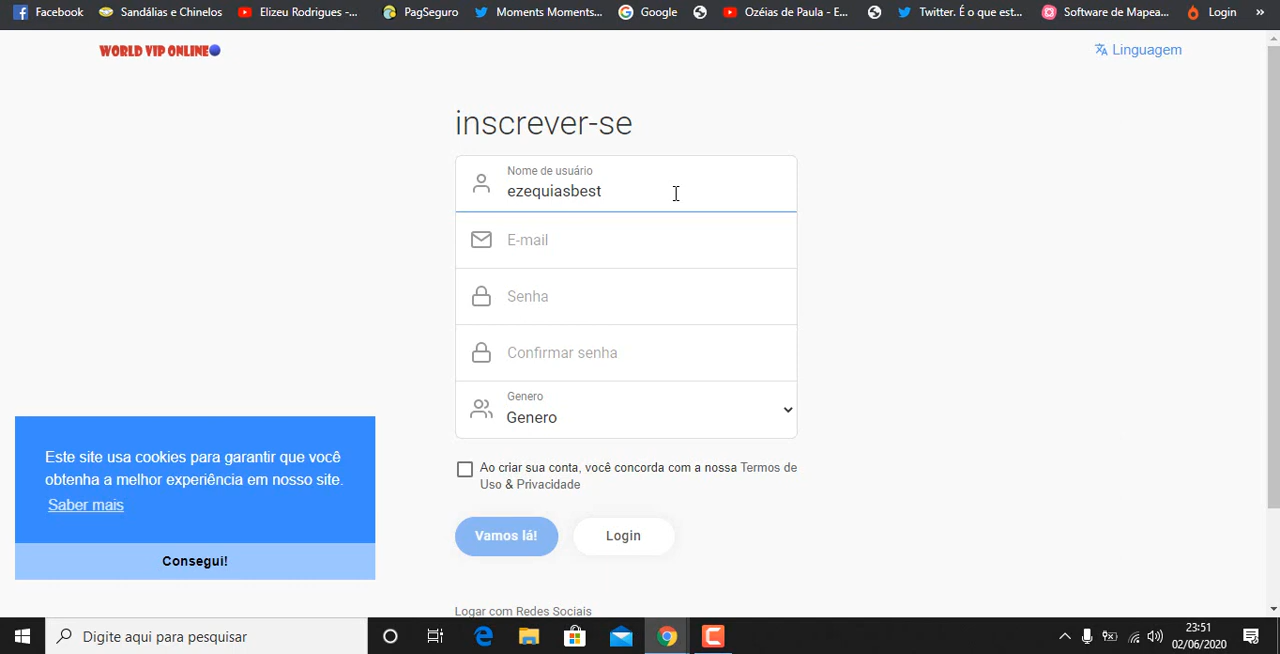 Facebook Sandálias e Chinelos Elizeu Rodrigues -... PagSeguro Moments Moments... Google Ozéias de Paula - E... Twitter. É o que est... Software de Mapea... Login »
WORLD VIP ONLINE
Linguagem
inscrever-se
Nome de usuário
ezequiasbest
E-mail
Senha
Confirmar senha
Genero
Genero
Ao criar sua conta, você concorda com a nossa Termos de
Uso & Privacidade
Vamos lá! Login
Logar com Redes Sociais
Este site usa cookies para garantir que você
obtenha a melhor experiência em nosso site.
Saber mais
Consegui!
Digite aqui para pesquisar
23:51
02/06/2020